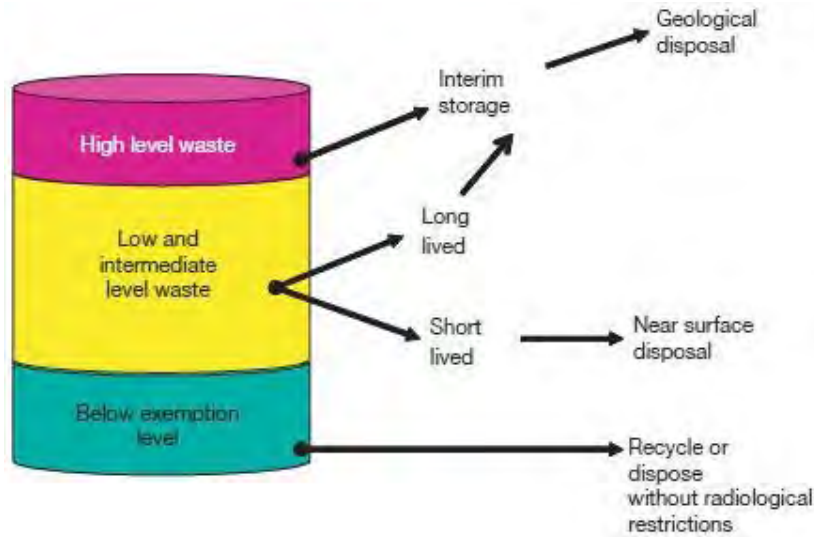 Geological
disposal
Interim
storage
High level waste
Low and
intermediate
level waste
Long
lived
Short
lived
Near surface
disposal
Below exemption
level
Recycle or
dispose
without radiological
restrictions